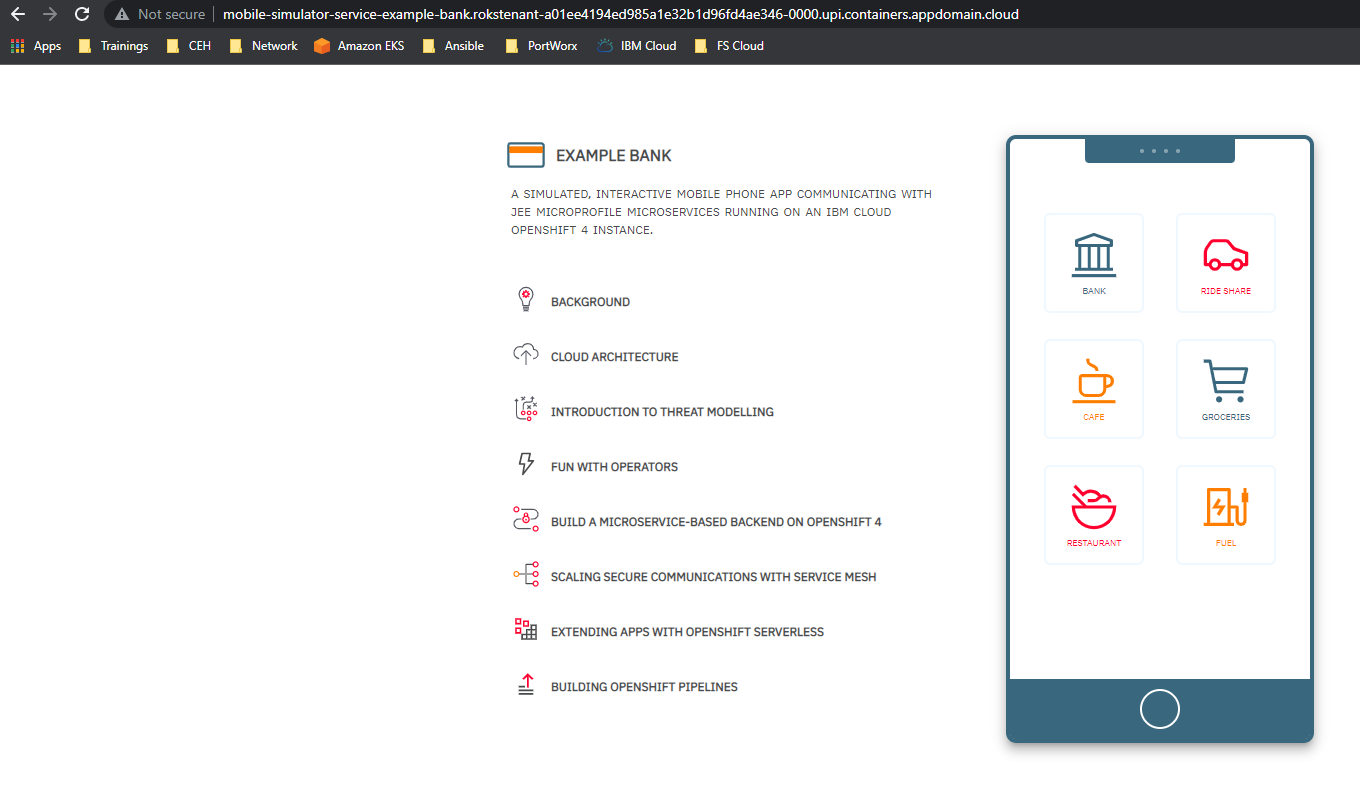 Not secure
mobile-simulator-service-example-bank.rokstenant-a01ee4194ed985a1e32b1d96fd4ae346-0000.upi.containers.appdomain.cloud
Apps Trainings CEH Network Amazon EKS Ansible PortWorx IBM Cloud FS Cloud
EXAMPLE BANK
A SIMULATED, INTERACTIVE MOBILE PHONE APP COMMUNICATING WITH
JEE MICROPROFILE MICROSERVICES RUNNING ON AN IBM CLOUD
OPENSHIFT 4 INSTANCE.
BACKGROUND
CLOUD ARCHITECTURE
INTRODUCTION TO THREAT MODELLING
FUN WITH OPERATORS
BUILD A MICROSERVICE-BASED BACKEND ON OPENSHIFT 4
SCALING SECURE COMMUNICATIONS WITH SERVICE MESH
EXTENDING APPS WITH OPENSHIFT SERVERLESS
BUILDING OPENSHIFT PIPELINES
BANK
RIDE SHARE
CAFE
GROCERIES
RESTAURANT
FUEL